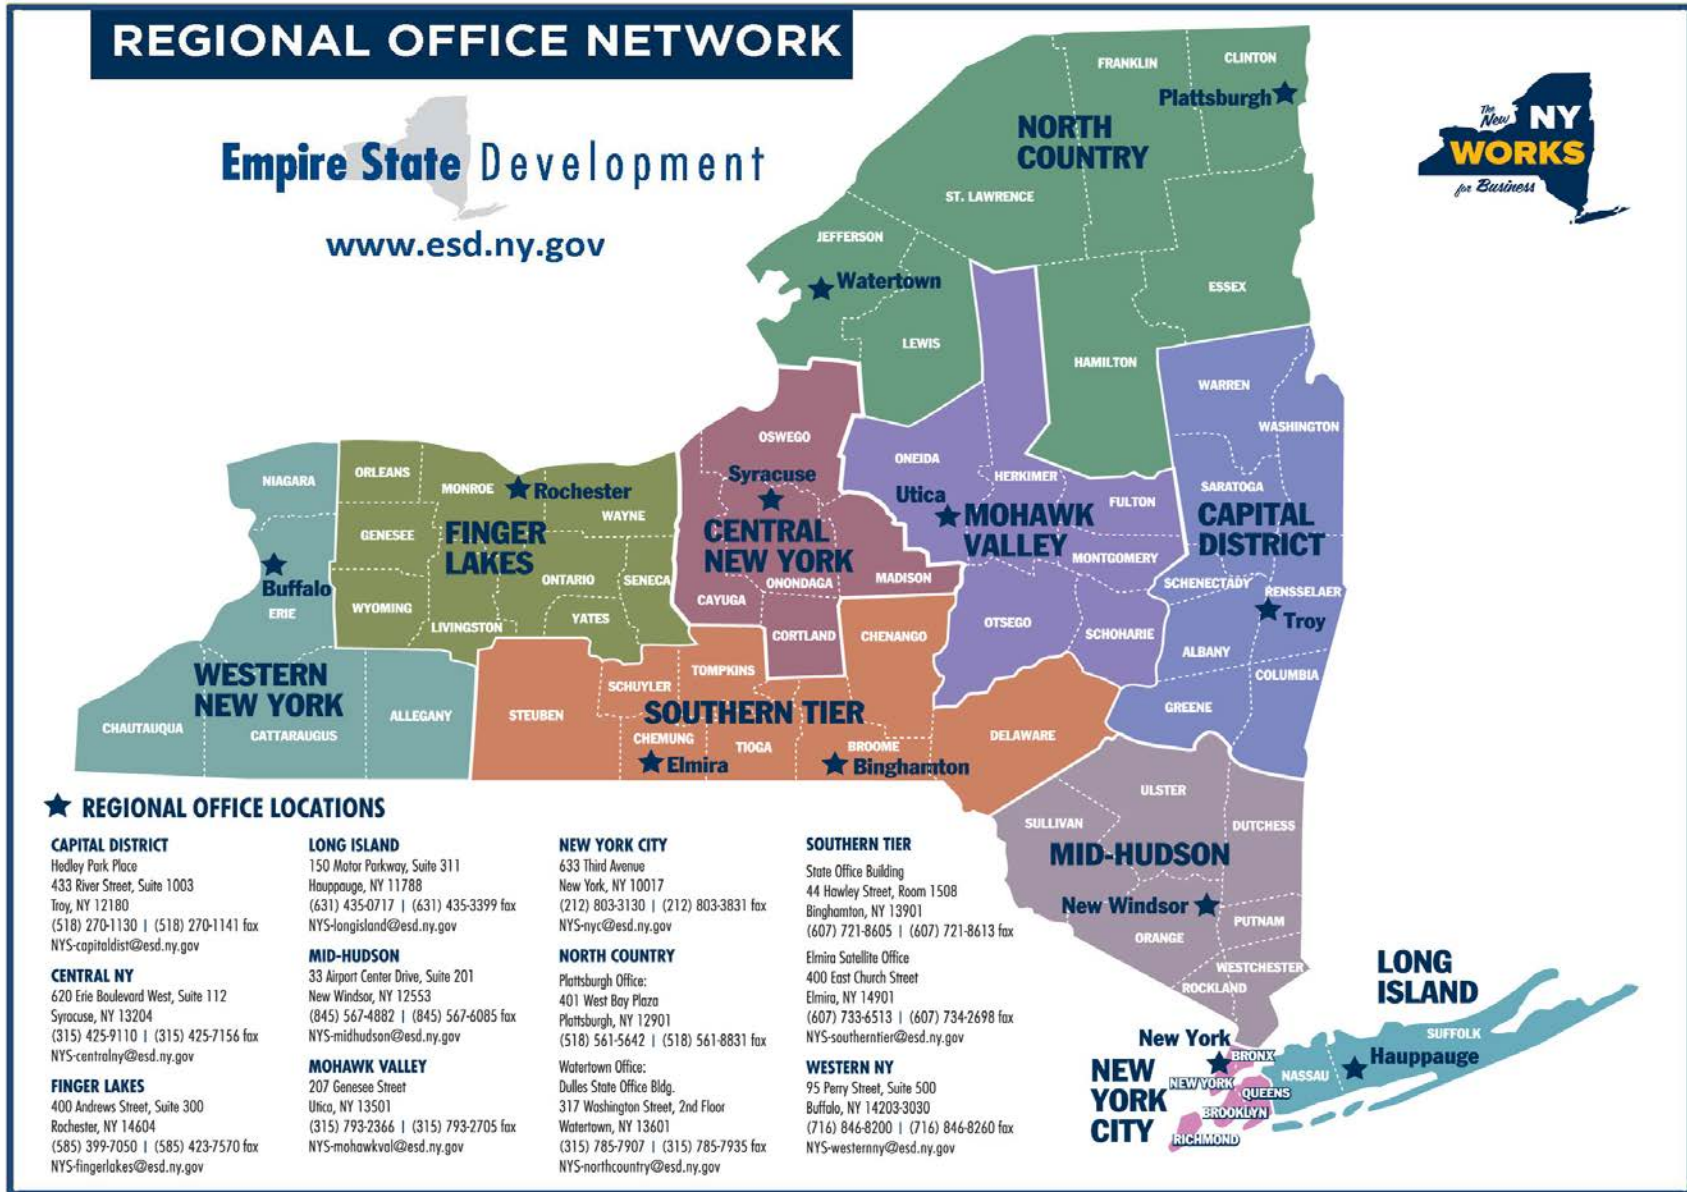 REGIONAL OFFICE NETWORK
Empire State Development
www.esd.ny.gov
The New NY
WORKS
for Business
FRANKLIN
CLINTON
Plattsburgh
NORTH
COUNTRY
ST. LAWRENCE
JEFFERSON
Watertown
ESSEX
LEWIS
HAMILTON
WARREN
WASHINGTON
OSWEGO
Syracuse
CENTRAL
NEW YORK
ONONDAGA
MADISON
CAYUGA
CORTLAND
ONEIDA
HERKIMER
Utica
MOHAWK
VALLEY
FULTON
MONTGOMERY
OTSEGO
SCHOHARIE
SARATOGA
CAPITAL
DISTRICT
SCHENECTADY
RENSSELAER
Troy
ALBANY
COLUMBIA
GREENE
NIAGARA
Buffalo
ERIE
WESTERN
NEW YORK
CHAUTAUQUA
CATTARAUGUS
ALLEGANY
ORLEANS
MONROE
Rochester
WAYNE
GENESEE
FINGER
LAKES
ONTARIO
SENECA
WYOMING
LIVINGSTON
YATES
TOMPKINS
CHENANGO
SCHUYLER
STEUBEN
SOUTHERN TIER
CHEMUNG
TIOGA
BROOME
DELAWARE
Elmira
Binghamton
ULSTER
SULLIVAN
DUTCHESS
MID-HUDSON
New Windsor
PUTNAM
ORANGE
WESTCHESTER
ROCKLAND
LONG
ISLAND
SUFFOLK
Hauppauge
NASSAU
New York
NEW
YORK
CITY
BRONX
NEW YORK
QUEENS
BROOKLYN
RICHMOND
REGIONAL OFFICE LOCATIONS
CAPITAL DISTRICT
Hedley Park Place
433 River Street, Suite 1003
Troy, NY 12180
(518) 270-1130 | (518) 270-1141 fax
NYS-capitaldist@esd.ny.gov
CENTRAL NY
620 Erie Boulevard West, Suite 112
Syracuse, NY 13204
(315) 425-9110 | (315) 425-7156 fax
NYS-centralny@esd.ny.gov
FINGER LAKES
400 Andrews Street, Suite 300
Rochester, NY 14604
(585) 399-7050 | (585) 423-7570 fax
NYS-fingerlakes@esd.ny.gov
LONG ISLAND
150 Motor Parkway, Suite 311
Hauppauge, NY 11788
(631) 435-0717 | (631) 435-3399 fax
NYS-longisland@esd.ny.gov
MID-HUDSON
33 Airport Center Drive, Suite 201
New Windsor, NY 12553
(845) 567-4882 | (845) 567-6085 fax
NYS-midhudson@esd.ny.gov
MOHAWK VALLEY
207 Genesee Street
Utica, NY 13501
(315) 793-2366 | (315) 793-2705 fax
NYS-mohawkval@esd.ny.gov
NEW YORK CITY
633 Third Avenue
New York, NY 10017
(212) 803-3130 | (212) 803-3831 fax
NYS-nyc@esd.ny.gov
NORTH COUNTRY
Plattsburgh Office:
401 West Bay Plaza
Plattsburgh, NY 12901
(518) 561-5642 | (518) 561-8831 fax
Watertown Office:
Dulles State Office Bldg.
317 Washington Street, 2nd Floor
Watertown, NY 13601
(315) 785-7907 | (315) 785-7935 fax
NYS-northcountry@esd.ny.gov
SOUTHERN TIER
State Office Building
44 Hawley Street, Room 1508
Binghamton, NY 13901
(607) 721-8605 | (607) 721-8613 fax
Elmira Satellite Office
400 East Church Street
Elmira, NY 14901
(607) 733-6513 | (607) 734-2698 fax
NYS-southerntier@esd.ny.gov
WESTERN NY
95 Perry Street, Suite 500
Buffalo, NY 14203-3030
(716) 846-8200 | (716) 846-8260 fax
NYS-westernny@esd.ny.gov